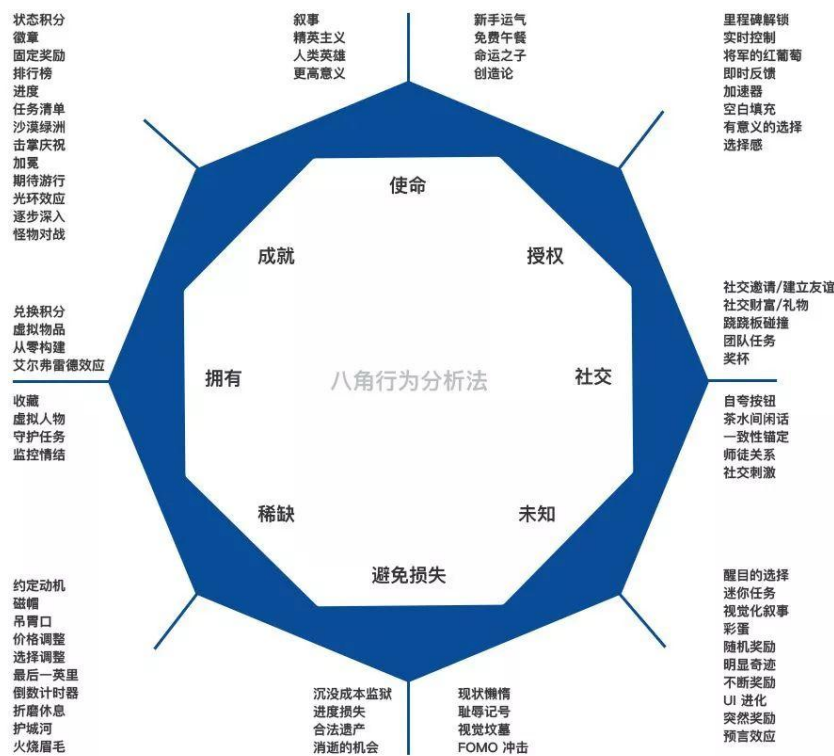 状态积分
徽章
固定奖励
排行榜
进度
任务清单
沙漠绿洲
击掌庆祝
加冕
期待游行
光环效应
逐步深入
怪物对战
叙事
精英主义
人类英雄
更高意义
新手运气
免费午餐
命运之子
创造论
里程碑解锁
实时控制
将军的红葡萄
即时反馈
加速器
空白填充
有意义的选择
选择感
使命
成就
授权
兑换积分
虚拟物品
从零构建
艾尔弗雷德效应
收藏
虚拟人物
守护任务
监控情结
拥有
八角行为分析法
社交
社交邀请/建立友谊
社交财富/礼物
跷跷板碰撞
团队任务
奖杯
自夸按钮
茶水间闲话
一致性锚定
师徒关系
社交刺激
稀缺
未知
避免损失
约定动机
磁帽
吊胃口
价格调整
选择调整
最后一英里
倒数计时器
折磨休息
护城河
火烧眉毛
沉没成本监狱
进度损失
合法遗产
消逝的机会
现状懒惰
耻辱记号
视觉坟墓
FOMO 冲击
醒目的选择
迷你任务
视觉化叙事
彩蛋
随机奖励
明显奇迹
不断奖励
UI 进化
突然奖励
预言效应